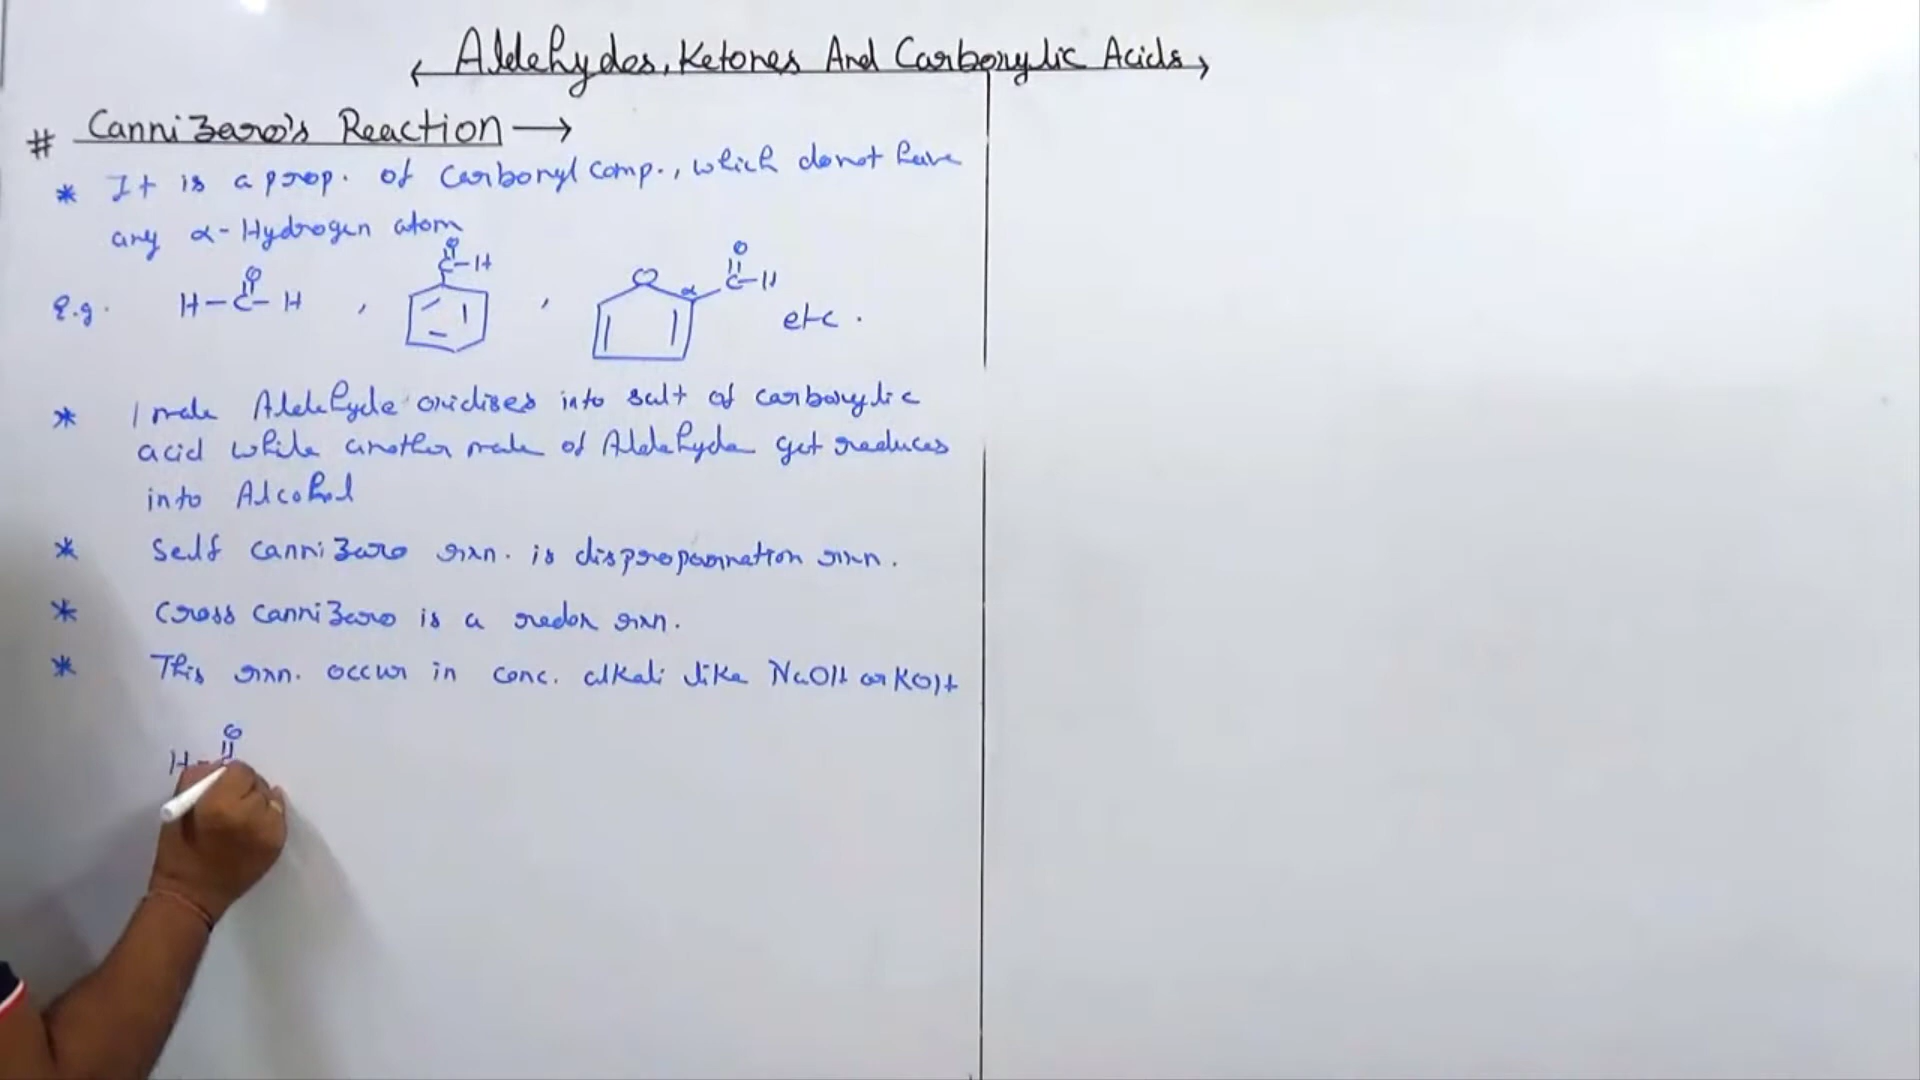 Aldehydes, Ketones And Carboxylic Acids
# Cannizaro's Reaction →
* It is a prop. of carbonyl comp., which donot have
any α-Hydrogen atom
E.g. H-C-H , C-H , C-H etc.
O O O O α
* 1 mole Aldehyde oxidises into salt of carboxylic
acid while another mole of Aldehyde get reduces
into Alcohol
* Self cannizaro rxn. is
* Cross cannizaro is a redox rxn.
* This rxn. occur in conc. alkali like NaOH or KOH
O
H-C